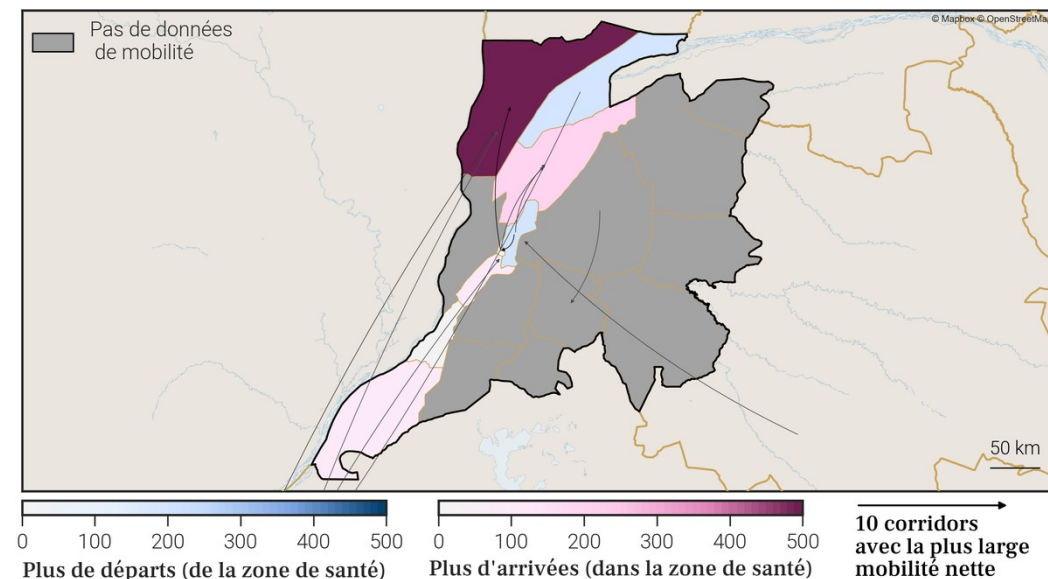 © Mapbox © OpenStreetMa
Pas de données
de mobilité
50 km
0 100 200 300 400 500
Plus de départs (de la zone de santé)
0 100 200 300 400 500
Plus d'arrivées (dans la zone de santé)
10 corridors
avec la plus large
mobilité nette